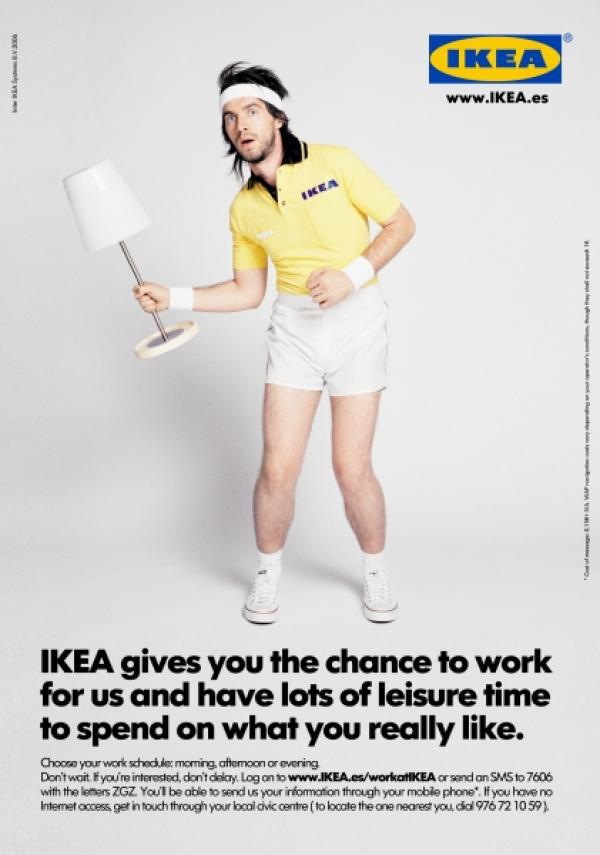 Inter IKEA Systems B.V. 2006
IKEA®
www.IKEA.es
IKEA
IKEA gives you the chance to work
for us and have lots of leisure time
to spend on what you really like.
Choose your work schedule: morning, afternoon or evening.
Don't wait. If you're interested, don't delay. Log on to www.IKEA.es/workatIKEA or send an SMS to 7606
with the letters ZGZ. You'll be able to send us your information through your mobile phone*. If you have no
Internet access, get in touch through your local civic centre ( to locate the one nearest you, dial 976 72 10 59 ).